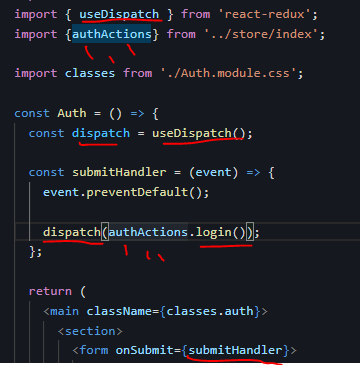 import { useDispatch } from 'react-redux';
import {authActions} from '../store/index';
import classes from './Auth.module.css';
const Auth = () => {
const dispatch = useDispatch();
const submitHandler = (event) => {
event.preventDefault();
dispatch(authActions.login());
};
return (
<main className={classes.auth}>
<section>
<form onSubmit={submitHandler}>